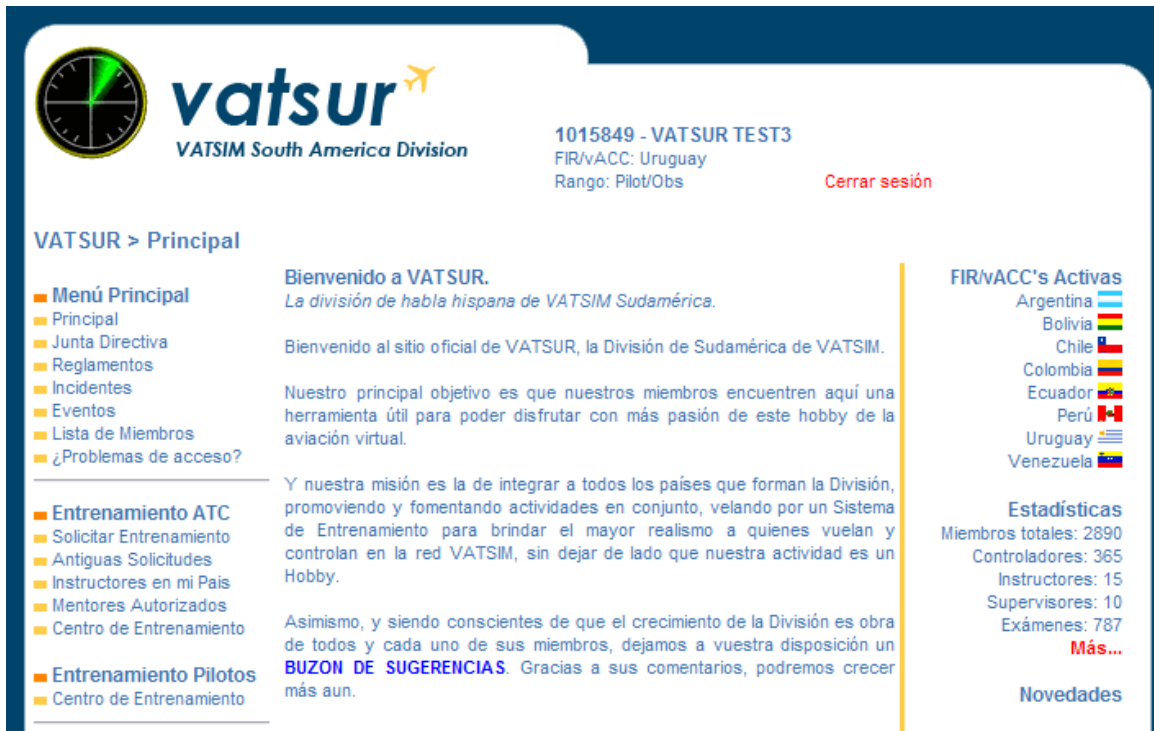 vatsur
VATSIM South America Division
1015849 - VATSUR TEST3
FIR/vACC: Uruguay
Rango: Pilot/Obs
Cerrar sesión
VATSUR > Principal
Menú Principal
Principal
Junta Directiva
Reglamentos
Incidentes
Eventos
Lista de Miembros
¿Problemas de acceso?
Entrenamiento ATC
Solicitar Entrenamiento
Antiguas Solicitudes
Instructores en mi Pais
Mentores Autorizados
Centro de Entrenamiento
Entrenamiento Pilotos
Centro de Entrenamiento
Bienvenido a VATSUR.
La división de habla hispana de VATSIM Sudamérica.
Bienvenido al sitio oficial de VATSUR, la División de Sudamérica de VATSIM.
Nuestro principal objetivo es que nuestros miembros encuentren aquí una
herramienta útil para poder disfrutar con más pasión de este hobby de la
aviación virtual.
Y nuestra misión es la de integrar a todos los países que forman la División,
promoviendo y fomentando actividades en conjunto, velando por un Sistema
de Entrenamiento para brindar el mayor realismo a quienes vuelan y
controlan en la red VATSIM, sin dejar de lado que nuestra actividad es un
Hobby.
Asimismo, y siendo conscientes de que el crecimiento de la División es obra
de todos y cada uno de sus miembros, dejamos a vuestra disposición un
BUZON DE SUGERENCIAS. Gracias a sus comentarios, podremos crecer
más aun.
FIR/vACC's Activas
Argentina
Bolivia
Chile
Colombia
Ecuador
Perú
Uruguay
Venezuela
Estadísticas
Miembros totales: 2890
Controladores: 365
Instructores: 15
Supervisores: 10
Exámenes: 787
Más...
Novedades